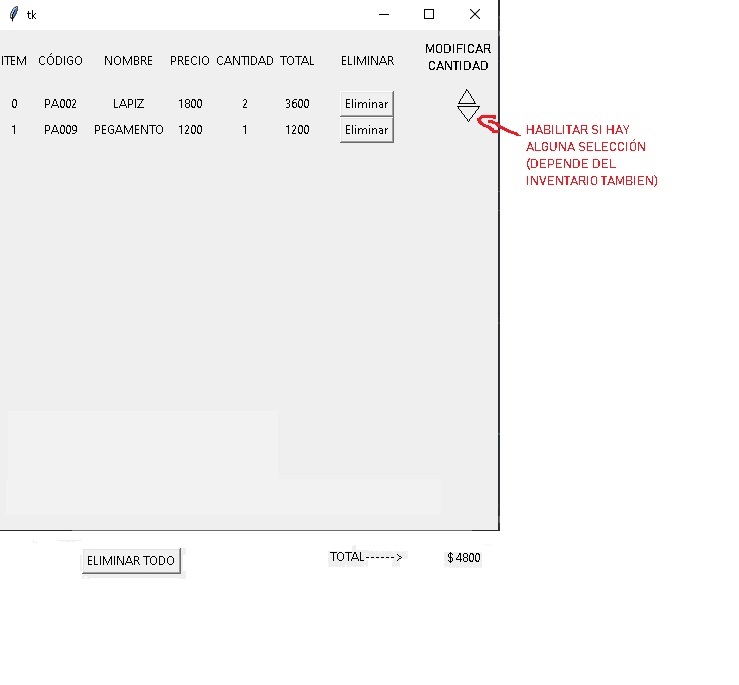 tk
ITEM CÓDIGO NOMBRE PRECIO CANTIDAD TOTAL ELIMINAR MODIFICAR
CANTIDAD
0 PA002 LAPIZ 1800 2 3600 Eliminar
1 PA009 PEGAMENTO 1200 1 1200 Eliminar
HABILITAR SI HAY
ALGUNA SELECCIÓN
(DEPENDE DEL
INVENTARIO TAMBIEN)
ELIMINAR TODO TOTAL------> $4800